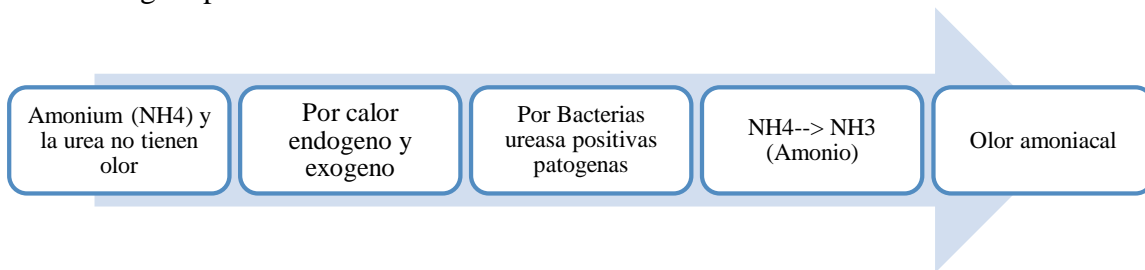 Amonium (NH4) y
la urea no tienen
olor
Por calor
endogeno y
exogeno
Por Bacterias
ureasa positivas
patogenas
NH4--> NH3
(Amonio)
Olor amoniacal